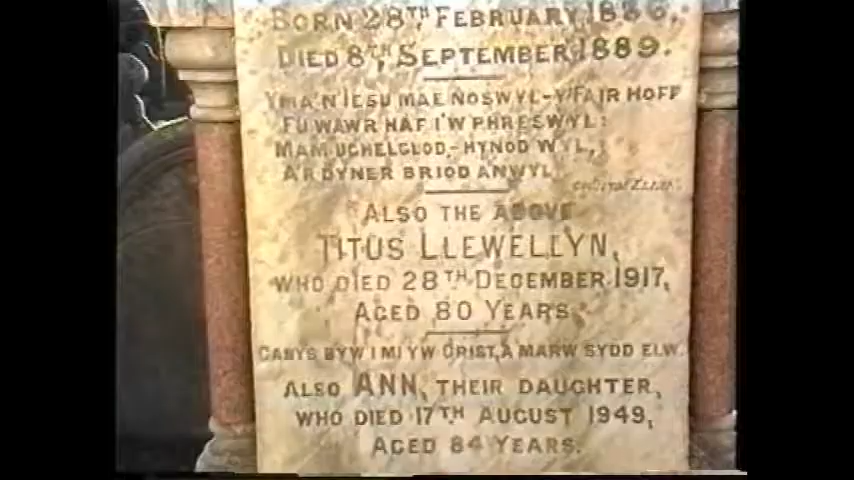 BORN 28TH FEBRUARY, 1836,
DIED 8TH, SEPTEMBER, 1889.
YMA'N IESU MAE NOSWYL-Y FAIR HOFF
FU WAWR HAF I'W PHRESWYL:
MAM UCHELGLOD,-HYNOD WYL,
A'R DYNER BRIOD ANWYL.
ALSO THE ABOVE
TITUS LLEWELLYN,
WHO DIED 28TH DECEMBER 1917,
AGED 80 YEARS.
CANYS BYW I MI YW CRIST, A MARW SYDD ELW.
ALSO ANN, THEIR DAUGHTER,
WHO DIED 17TH AUGUST 1949,
AGED 84 YEARS.